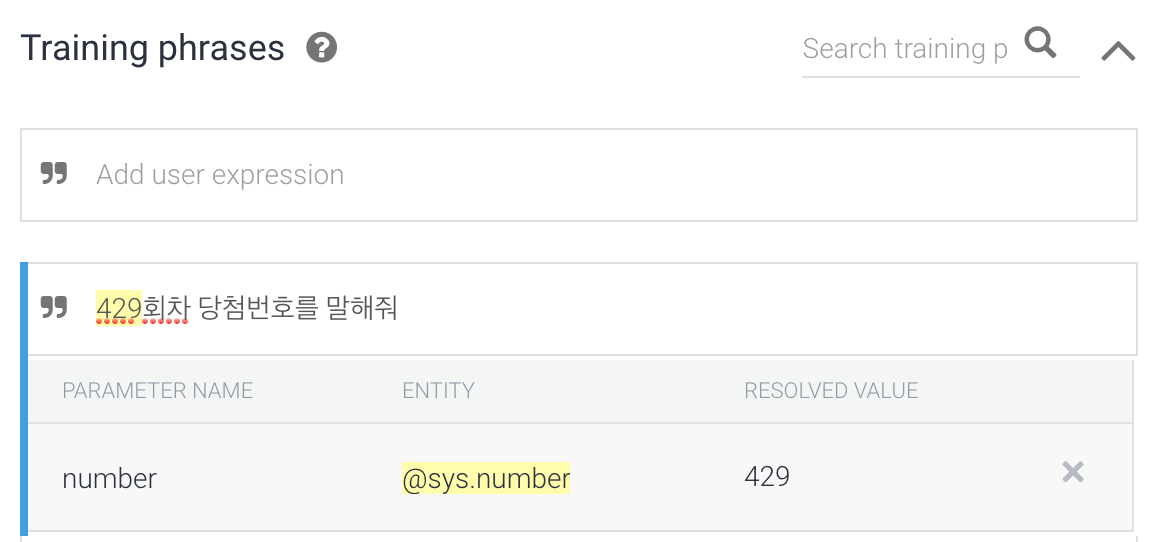 Training phrases
Search training p
Add user expression
429회차 당첨번호를 말해줘
PARAMETER NAME ENTITY RESOLVED VALUE
number @sys.number 429